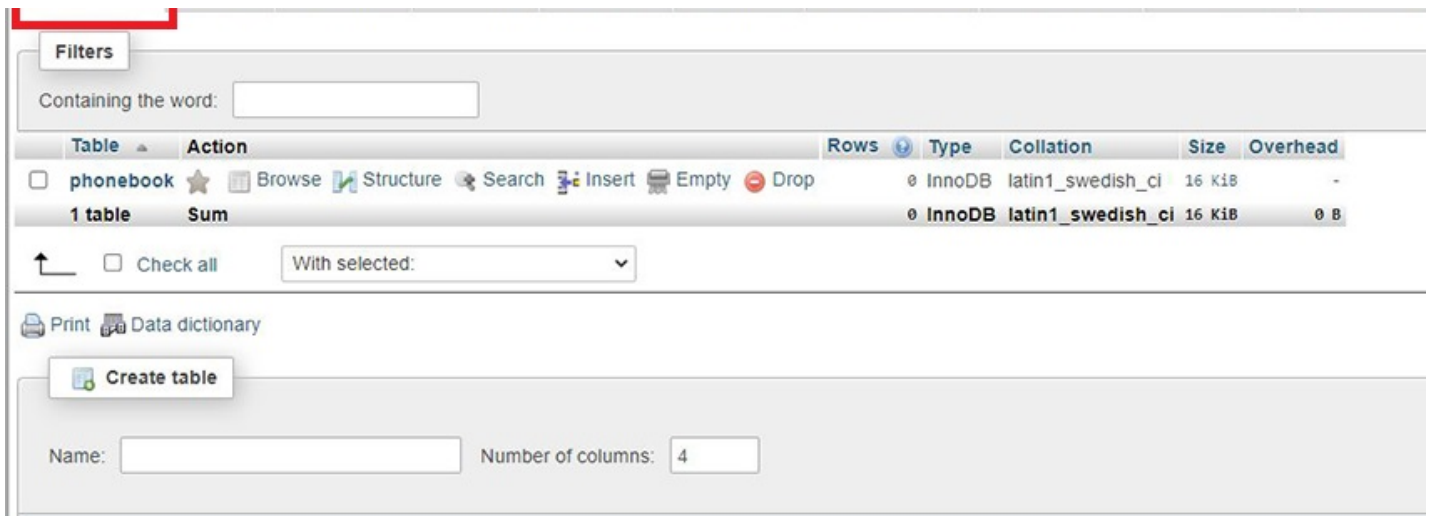 Filters
Containing the word:
Table Action Rows Type Collation Size Overhead
phonebook Browse Structure Search Insert Empty Drop 0 InnoDB latin1_swedish_ci 16 KiB -
1 table Sum 0 InnoDB latin1_swedish_ci 16 KiB 0 B
Check all With selected:
Print Data dictionary
Create table
Name: Number of columns: 4